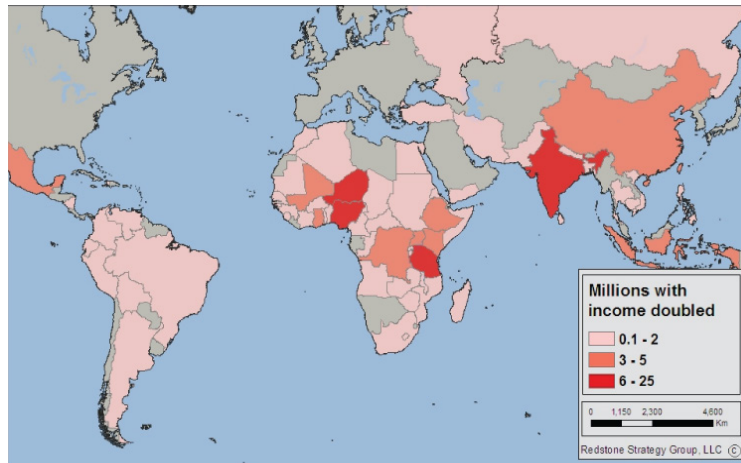 Millions with
income doubled
0.1 - 2
3 - 5
6 - 25
0 1,150 2,300 4,600
Km
Redstone Strategy Group, LLC ©